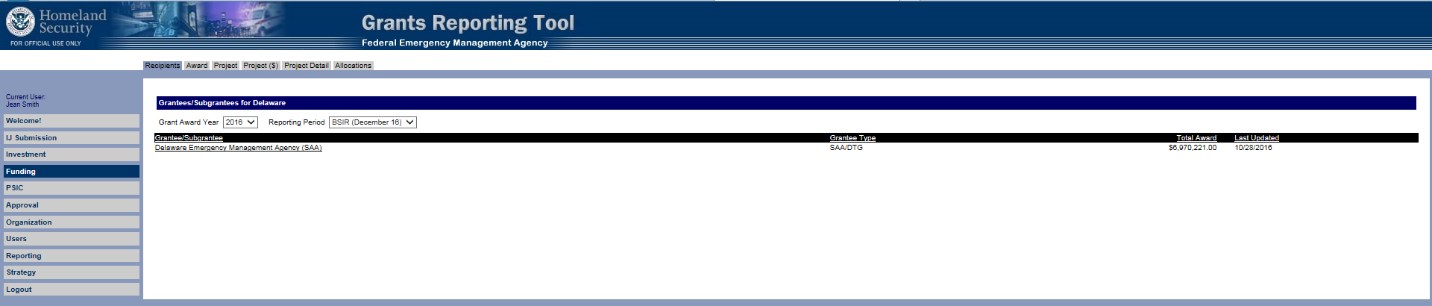 Homeland
Security
FOR OFFICIAL USE ONLY
Grants Reporting Tool
Federal Emergency Management Agency
Recipients Award Project Project ($) Project Detail Allocations
Current User:
Jean Smith
Welcome!
IJ Submission
Investment
Funding
PSIC
Approval
Organization
Users
Reporting
Strategy
Logout
Grantees/Subgrantees for Delaware
Grant Award Year 2016 Reporting Period BSIR (December 16)
Grantee/Subgrantee Grantee Type Total Award Last Updated
Delaware Emergency Management Agency (SAA) SAA/DTG $6,970,221.00 10/28/2016